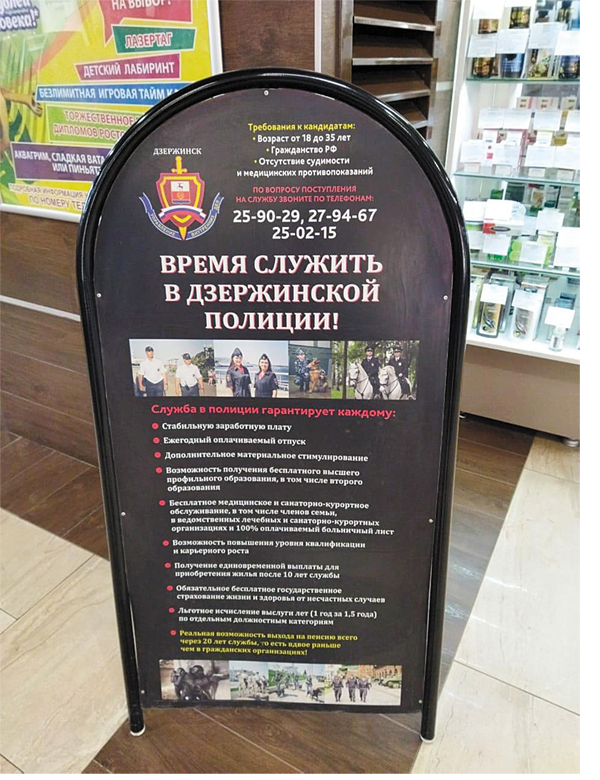 НА ВЫБОР:
ЛАЗЕРТАГ
ДЕТСКИЙ ЛАБИРИНТ
БЕЗЛИМИТНАЯ ИГРОВАЯ ТАЙМ
ТОРЖЕСТВЕННОЕ
ДИПЛОМОВ
АКВАГРИМ, СЛАДКАЯ ВАТА
ИЛИ ПИНЬЯТА
ПОДРОБНАЯ ИНФОРМАЦИЯ
ПО НОМЕРУ
Требования к кандидатам:
• Возраст от 18 до 35 лет
• Гражданство РФ
• Отсутствие судимости
и медицинских противопоказаний
ДЗЕРЖИНСК
ПО ВОПРОСУ ПОСТУПЛЕНИЯ
НА СЛУЖБУ ЗВОНИТЕ ПО ТЕЛЕФОНАМ:
25-90-29, 27-94-67
25-02-15
ВРЕМЯ СЛУЖИТЬ
В ДЗЕРЖИНСКОЙ
ПОЛИЦИИ!
Служба в полиции гарантирует каждому:
Стабильную заработную плату
Ежегодный оплачиваемый отпуск
Дополнительное материальное стимулирование
Возможность получения бесплатного высшего
профильного образования, в том числе второго
образования
Бесплатное медицинское и санаторно-курортное
обслуживание, в том числе членов семьи,
в ведомственных лечебных и санаторно-курортных
организациях и 100% оплачиваемый больничный лист
Возможность повышения уровня квалификации
и карьерного роста
Получение единовременной выплаты для
приобретения жилья после 10 лет службы
Обязательное бесплатное государственное
страхование жизни и здоровья от несчастных случаев
Льготное исчисление выслуги лет (1 год за 1,5 года)
по отдельным должностным категориям
Реальная возможность выхода на пенсию всего
через 20 лет службы, то есть вдвое раньше
чем в гражданских организациях!